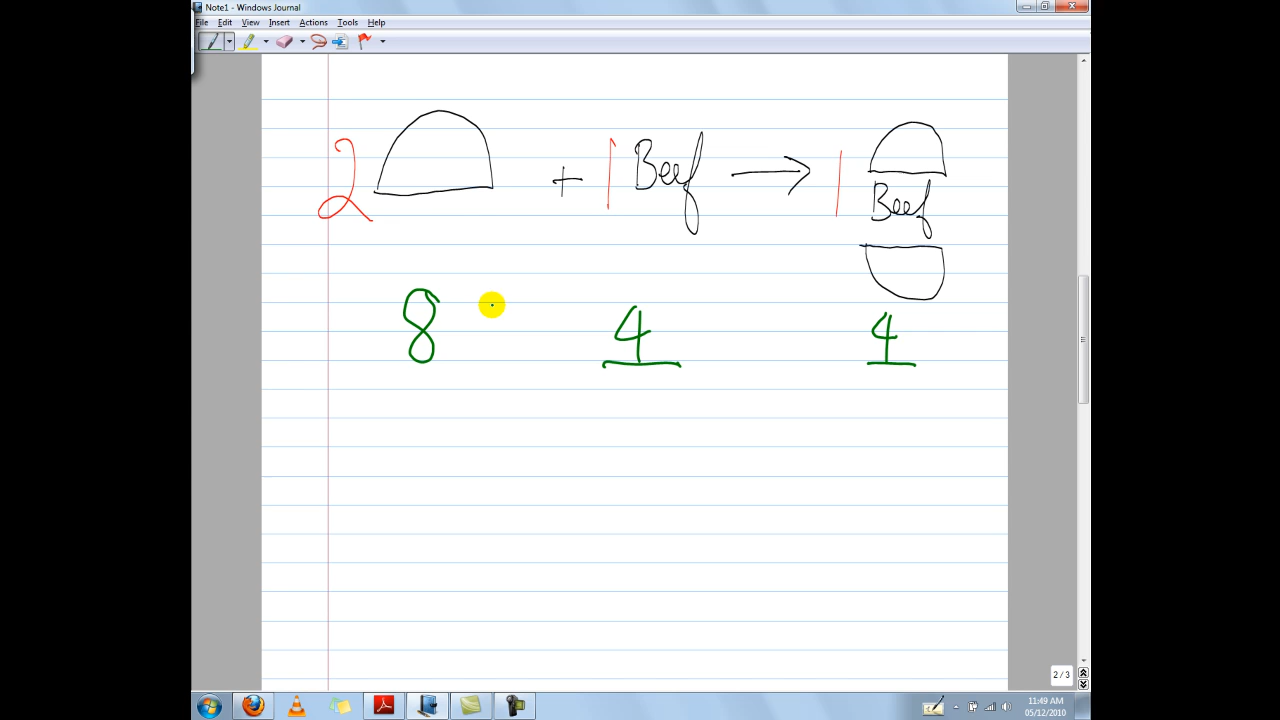 Note1 - Windows Journal
File Edit View Insert Actions Tools Help
2 + 1 Beef → 1 Beef
8 4 4
2 / 3
11:49 AM
05/12/2010